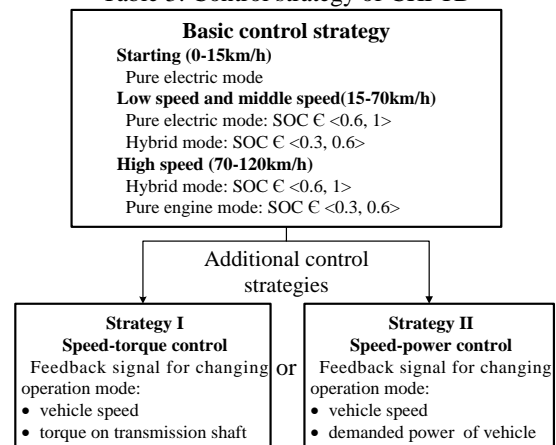 Table Control strategy of
Basic control strategy
Starting (0-15km/h)
Pure electric mode
Low speed and middle speed(15-70km/h)
Pure electric mode: SOC Є <0.6, 1>
Hybrid mode: SOC Є <0.3, 0.6>
High speed (70-120km/h)
Hybrid mode: SOC Є <0.6, 1>
Pure engine mode: SOC Є <0.3, 0.6>
Additional control
strategies
Strategy I
Speed-torque control
Feedback signal for changing
operation mode:
• vehicle speed
• torque on transmission shaft
or
Strategy II
Speed-power control
Feedback signal for changing
operation mode:
• vehicle speed
• demanded power of vehicle